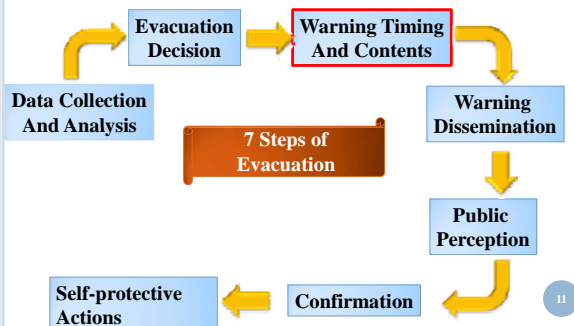 Data Collection
And Analysis
Evacuation
Decision
Warning Timing
And Contents
Warning
Dissemination
7 Steps of
Evacuation
Public
Perception
Confirmation
Self-protective
Actions
11